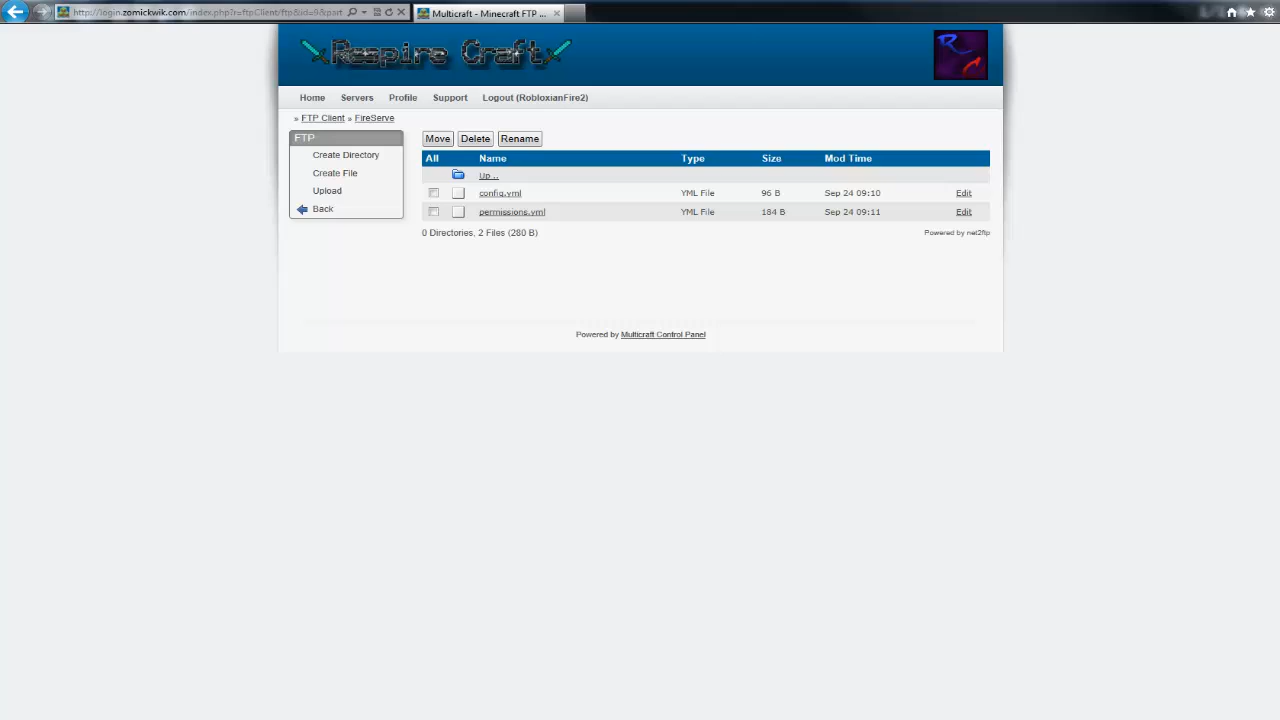 http://login.zomickwik.com/index.php?r=ftpClient/ftp&id=9&part
Multicraft - Minecraft FTP ...
Respire Craft
Home Servers Profile Support Logout (RobloxianFire2)
» FTP Client » FireServe
FTP
Create Directory
Create File
Upload
Back
Move Delete Rename
All Name Type Size Mod Time
Up ..
config.yml YML File 96 B Sep 24 09:10 Edit
permissions.yml YML File 184 B Sep 24 09:11 Edit
0 Directories, 2 Files (280 B)
Powered by net2ftp
Powered by Multicraft Control Panel